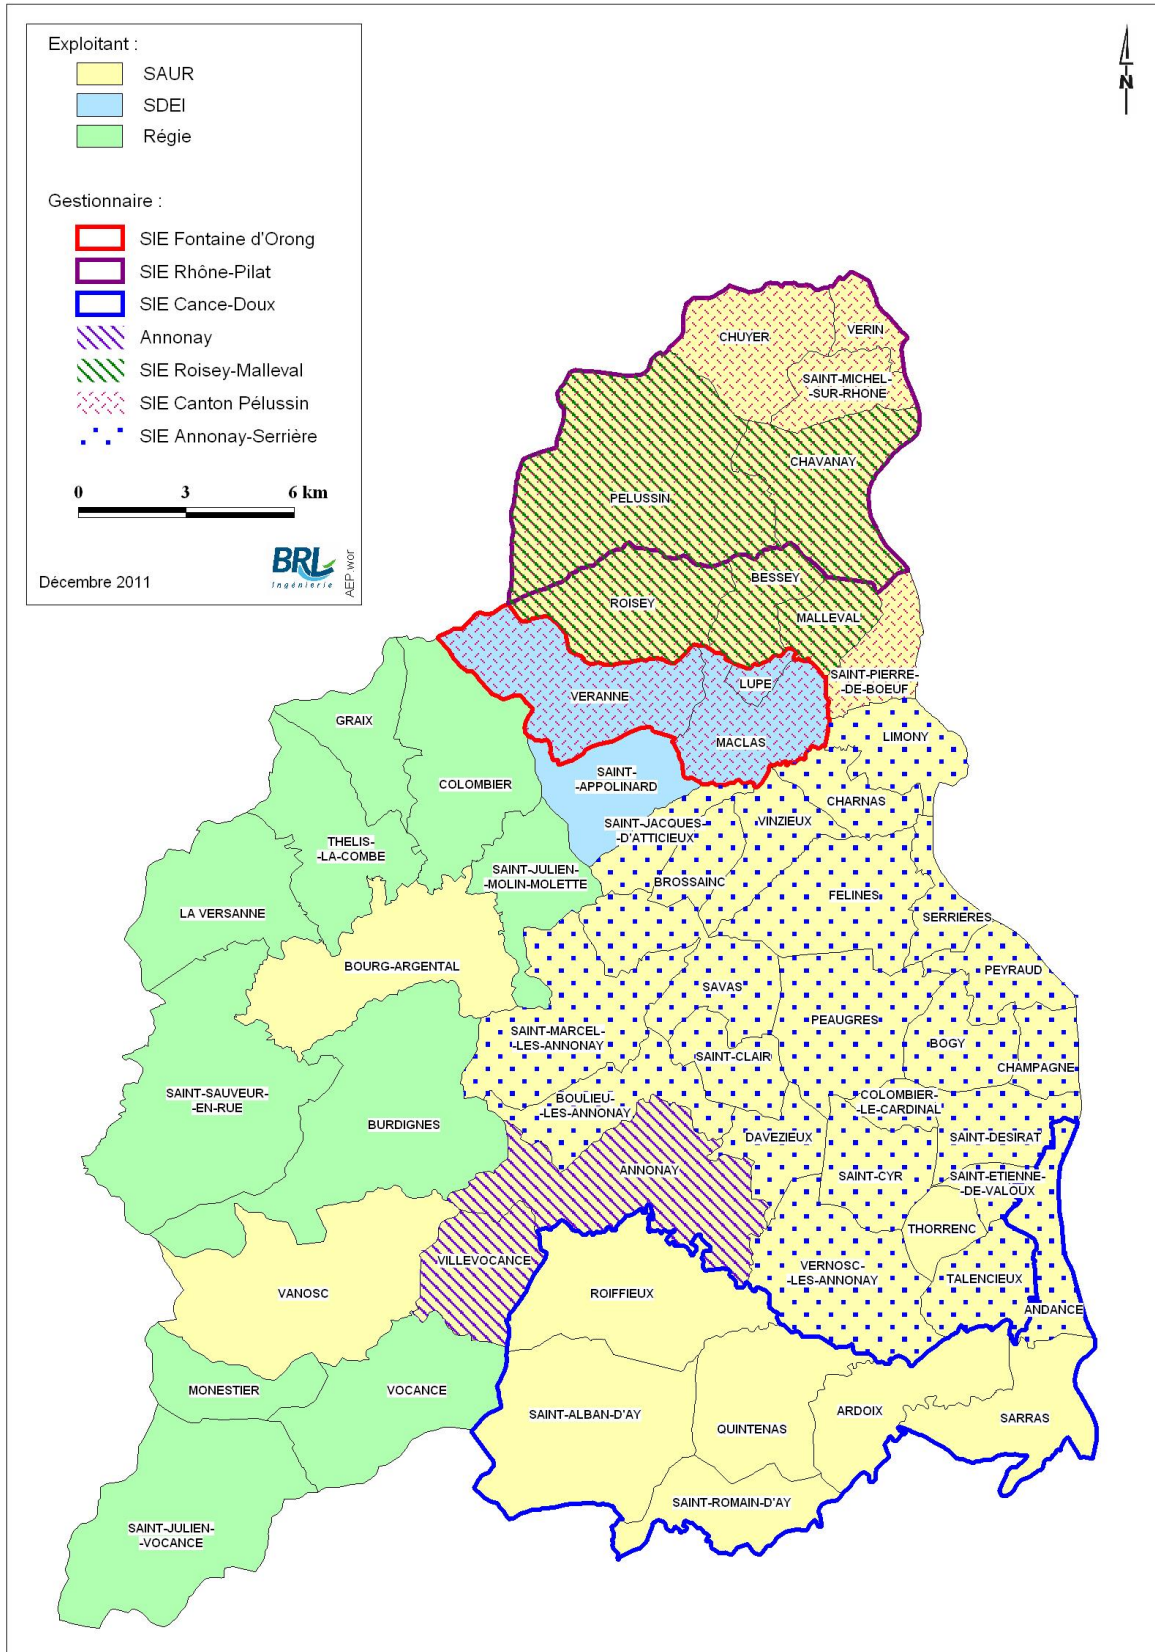 Exploitant :
SAUR
SDEI
Régie
Gestionnaire :
SIE Fontaine d'Orong
SIE Rhône-Pilat
SIE Cance-Doux
Annonay
SIE Roisey-Malleval
SIE Canton Pélussin
SIE Annonay-Serrière
0 3 6 km
BRL
Ingénierie
Décembre 2011
AEP.wor
N
CHUYER
VERIN
SAINT-MICHEL-
-SUR-RHONE
CHAVANAY
PELUSSIN
BESSEY
ROISEY
MALLEVAL
SAINT-PIERRE-
-DE-BOEUF
LUPE
VERANNE
MACLAS
LIMONY
GRAIX
COLOMBIER
SAINT-
-APPOLINARD
CHARNAS
SAINT-JACQUES-
-D'ATTICIEUX
VINZIEUX
THELIS-
-LA-COMBE
SAINT-JULIEN-
-MOLIN-MOLETTE
BROSSAINC
FELINES
LA VERSANNE
SERRIERES
BOURG-ARGENTAL
PEYRAUD
SAVAS
PEAUGRES
SAINT-MARCEL-
-LES-ANNONAY
BOGY
SAINT-CLAIR
CHAMPAGNE
SAINT-SAUVEUR-
-EN-RUE
BOULIEU-
-LES-ANNONAY
COLOMBIER-
-LE-CARDINAL
BURDIGNES
DAVEZIEUX
SAINT-DESIRAT
ANNONAY
SAINT-CYR
SAINT-ETIENNE-
-DE-VALOUX
THORRENC
VILLEVOCANCE
VERNOSC-
-LES-ANNONAY
TALENCIEUX
VANOSC
ROIFFIEUX
ANDANCE
MONESTIER
VOCANCE
SAINT-ALBAN-D'AY
QUINTENAS
ARDOIX
SARRAS
SAINT-ROMAIN-D'AY
SAINT-JULIEN-
-VOCANCE